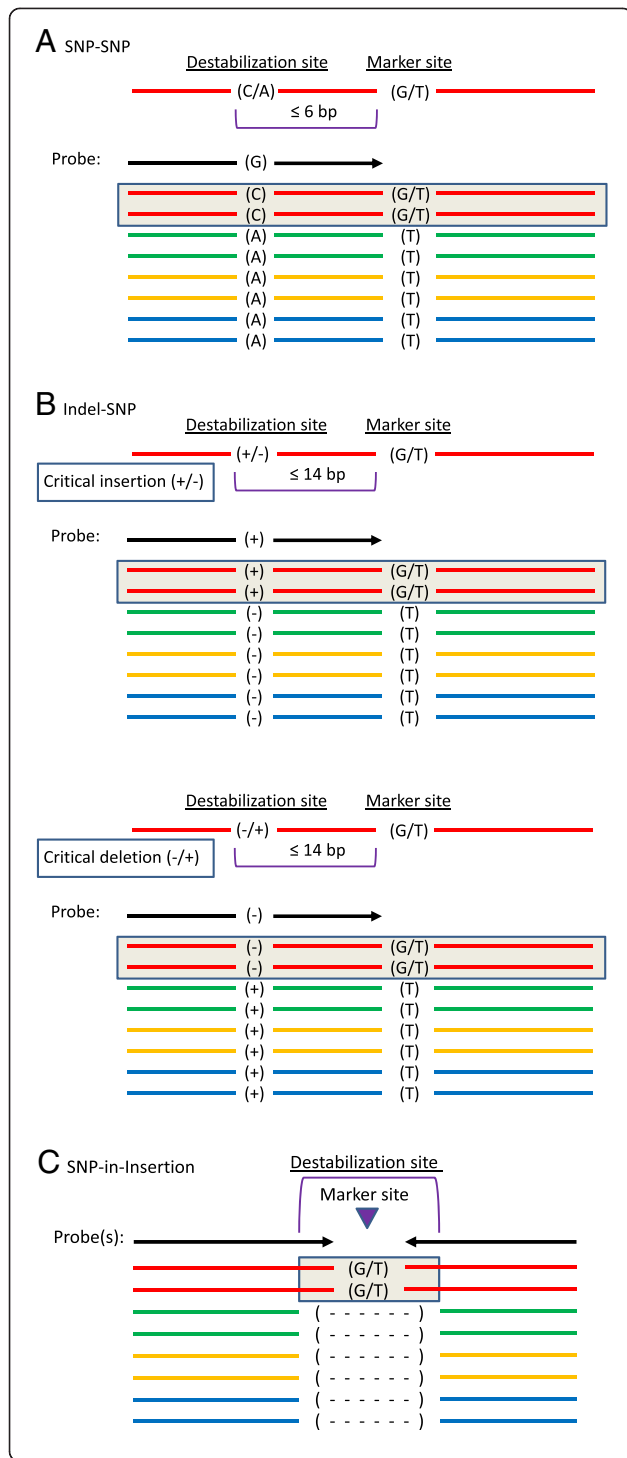 A SNP-SNP
Destabilization site Marker site
(C/A) (G/T)
≤ 6 bp
Probe: (G)
(C) (G/T)
(C) (G/T)
(A) (T)
(A) (T)
(A) (T)
(A) (T)
(A) (T)
(A) (T)
B Indel-SNP
Destabilization site Marker site
(+/-) (G/T)
Critical insertion (+/-) ≤ 14 bp
Probe: (+)
(+) (G/T)
(+) (G/T)
(-) (T)
(-) (T)
(-) (T)
(-) (T)
(-) (T)
(-) (T)
Destabilization site Marker site
(-/+) (G/T)
Critical deletion (-/+) ≤ 14 bp
Probe: (-)
(-) (G/T)
(-) (G/T)
(+) (T)
(+) (T)
(+) (T)
(+) (T)
(+) (T)
(+) (T)
C SNP-in-Insertion
Destabilization site
Marker site
Probe(s):
(G/T)
(G/T)
( - - - - - - )
( - - - - - - )
( - - - - - - )
( - - - - - - )
( - - - - - - )
( - - - - - - )